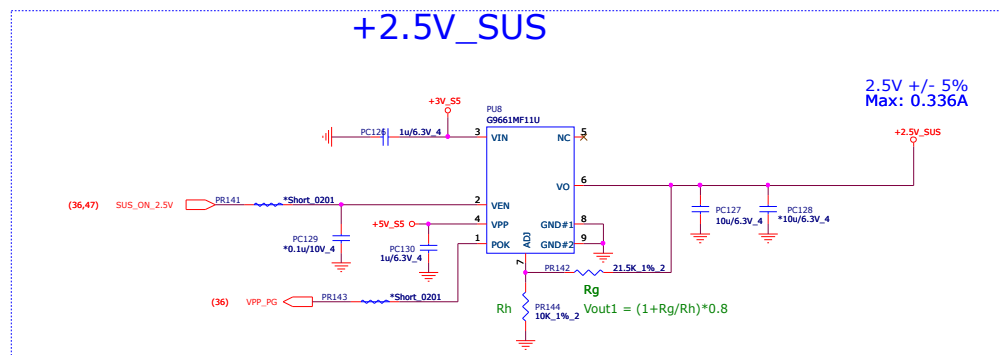 +2.5V_SUS
2.5V +/- 5%
Max: 0.336A
+3V_S5
PU8
G9661MF11U
+2.5V_SUS
PC126
1u/6.3V_4
3
VIN
NC
5
VO
6
(36,47)
SUS_ON_2.5V
PR141
*Short_0201
2
VEN
+5V_S5
4
VPP
GND#1
8
PC127
10u/6.3V_4
PC128
*10u/6.3V_4
PC129
*0.1u/10V_4
PC130
1u/6.3V_4
1
POK
ADJ
GND#2
9
7
PR142
21.5K_1%_2
(36)
VPP_PG
PR143
*Short_0201
Rg
Rh
PR144
10K_1%_2
Vout1 = (1+Rg/Rh)*0.8